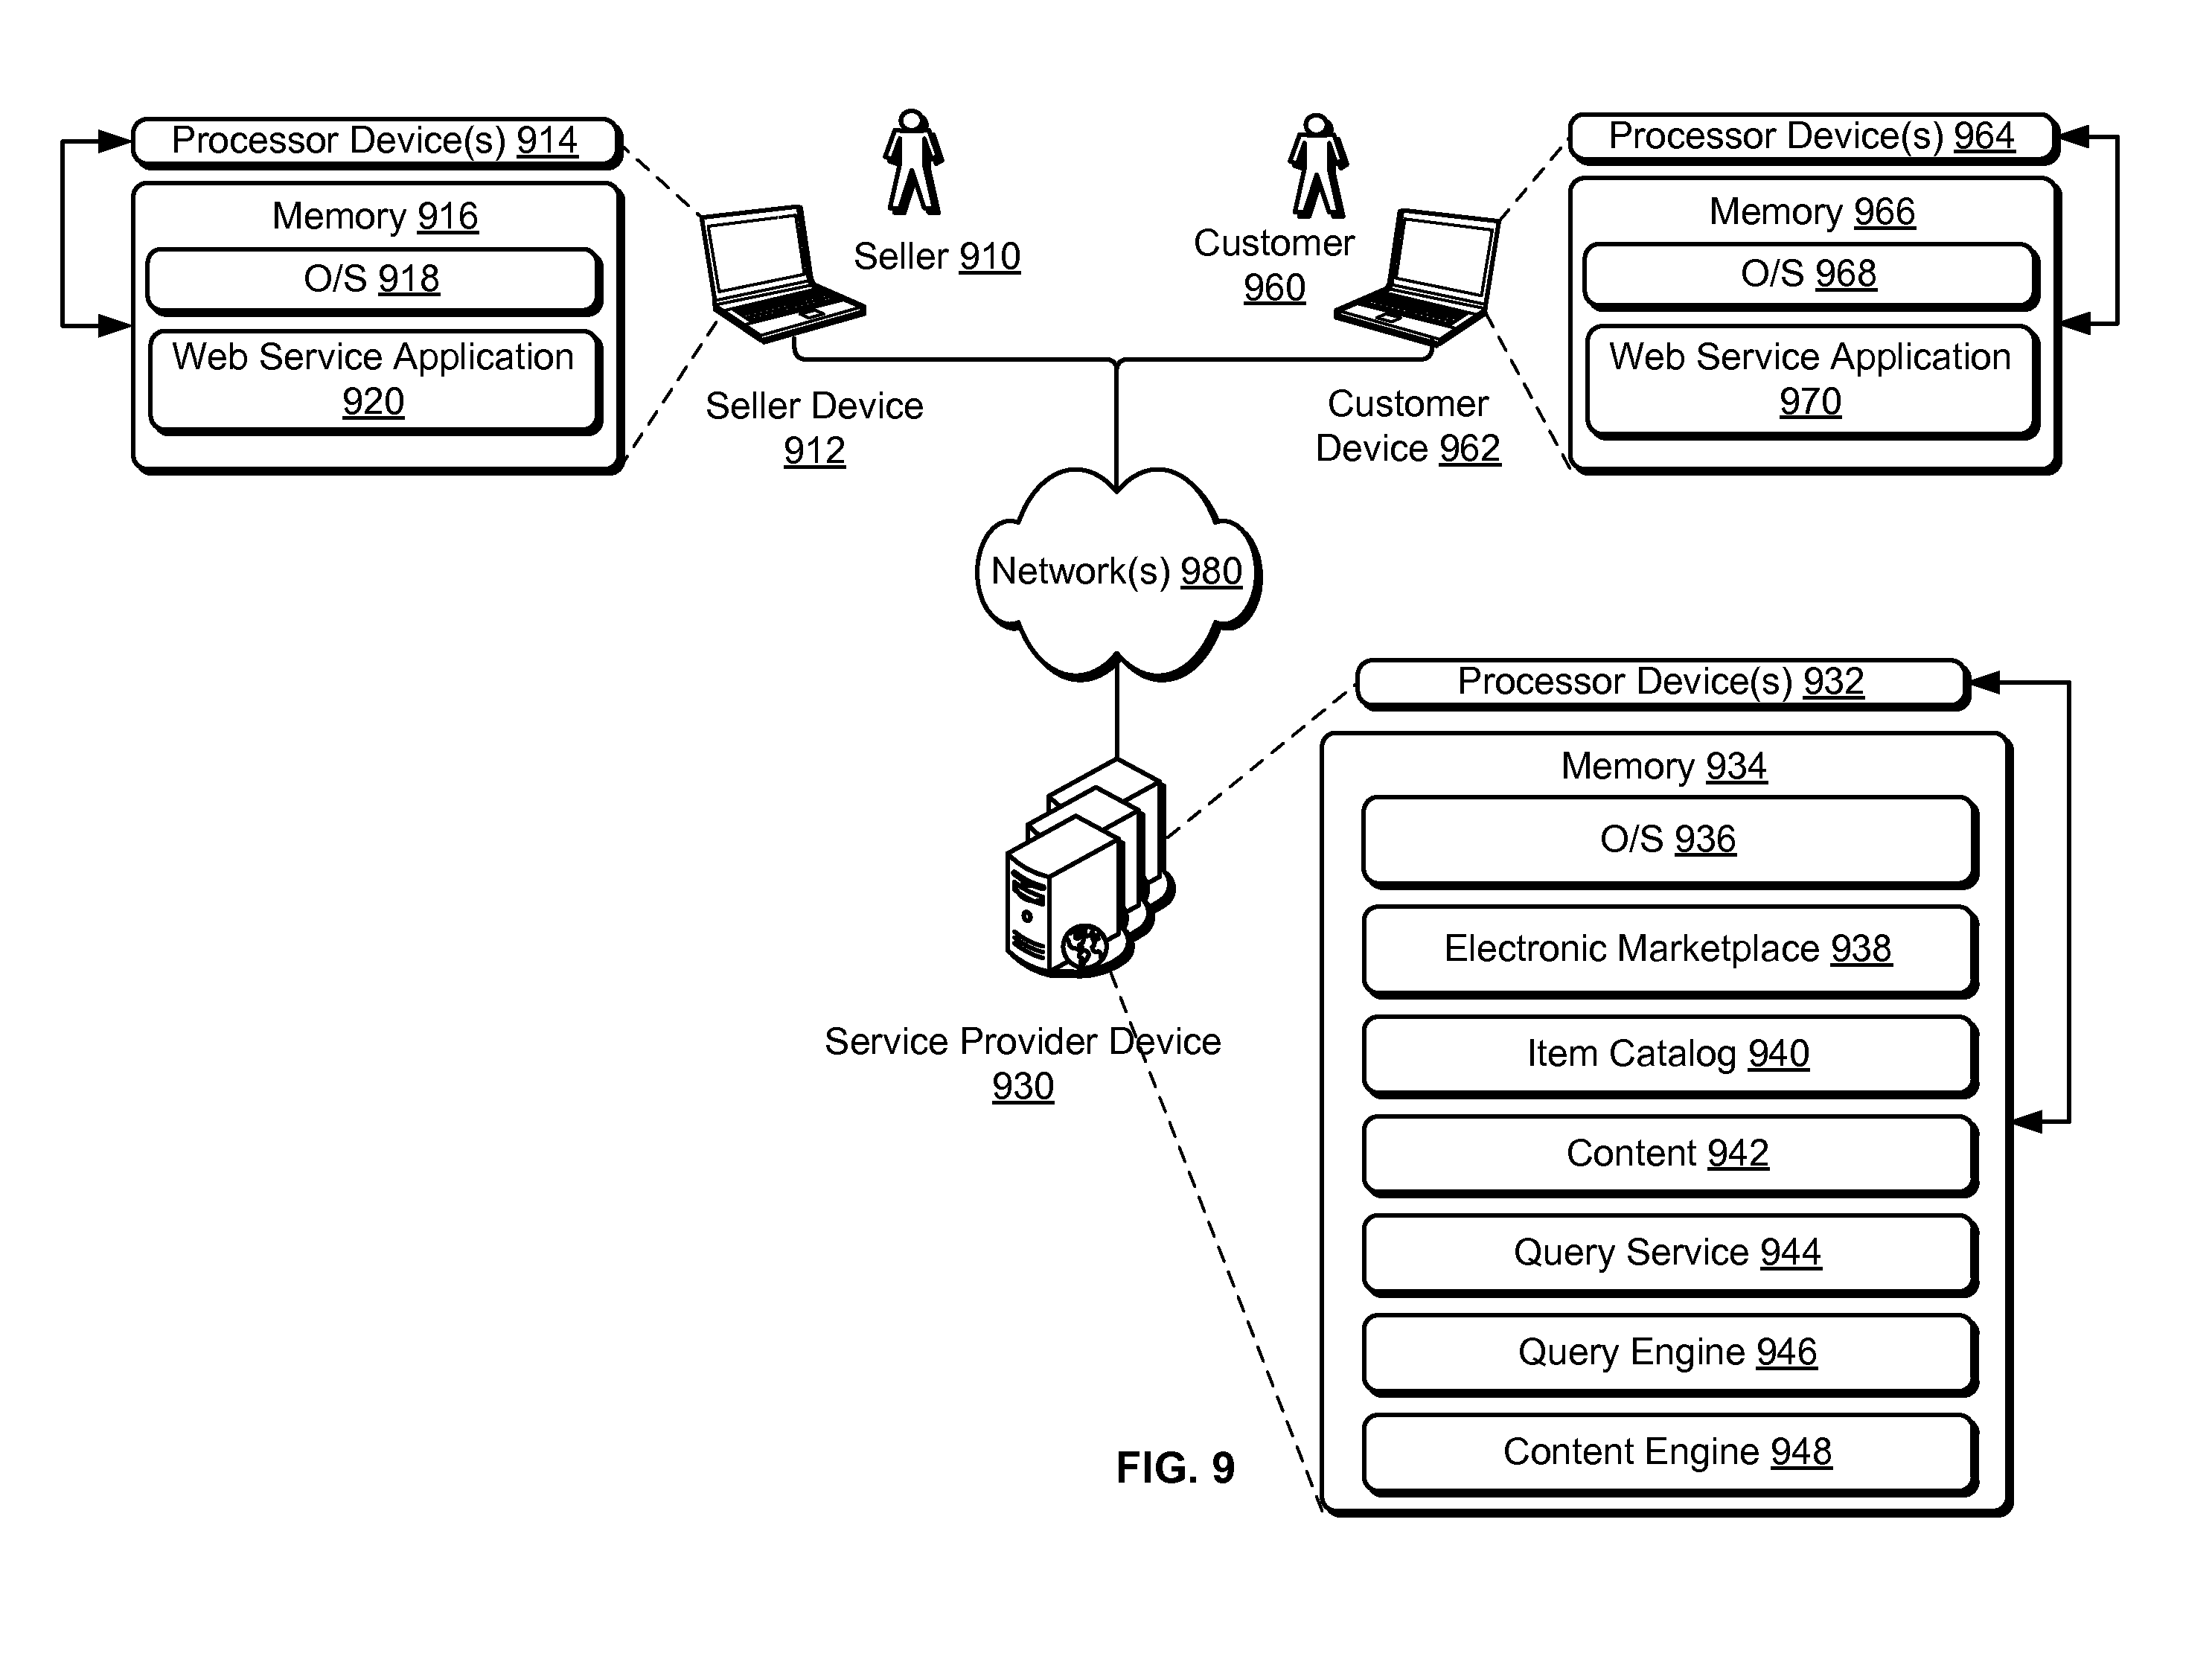 Processor Device(s) 914
Memory 916
O/S 918
Web Service Application
920
Seller 910
Seller Device
912
Customer
960
Customer
Device 962
Processor Device(s) 964
Memory 966
O/S 968
Web Service Application
970
Network(s) 980
Service Provider Device
930
Processor Device(s) 932
Memory 934
O/S 936
Electronic Marketplace 938
Item Catalog 940
Content 942
Query Service 944
Query Engine 946
Content Engine 948
FIG. 9